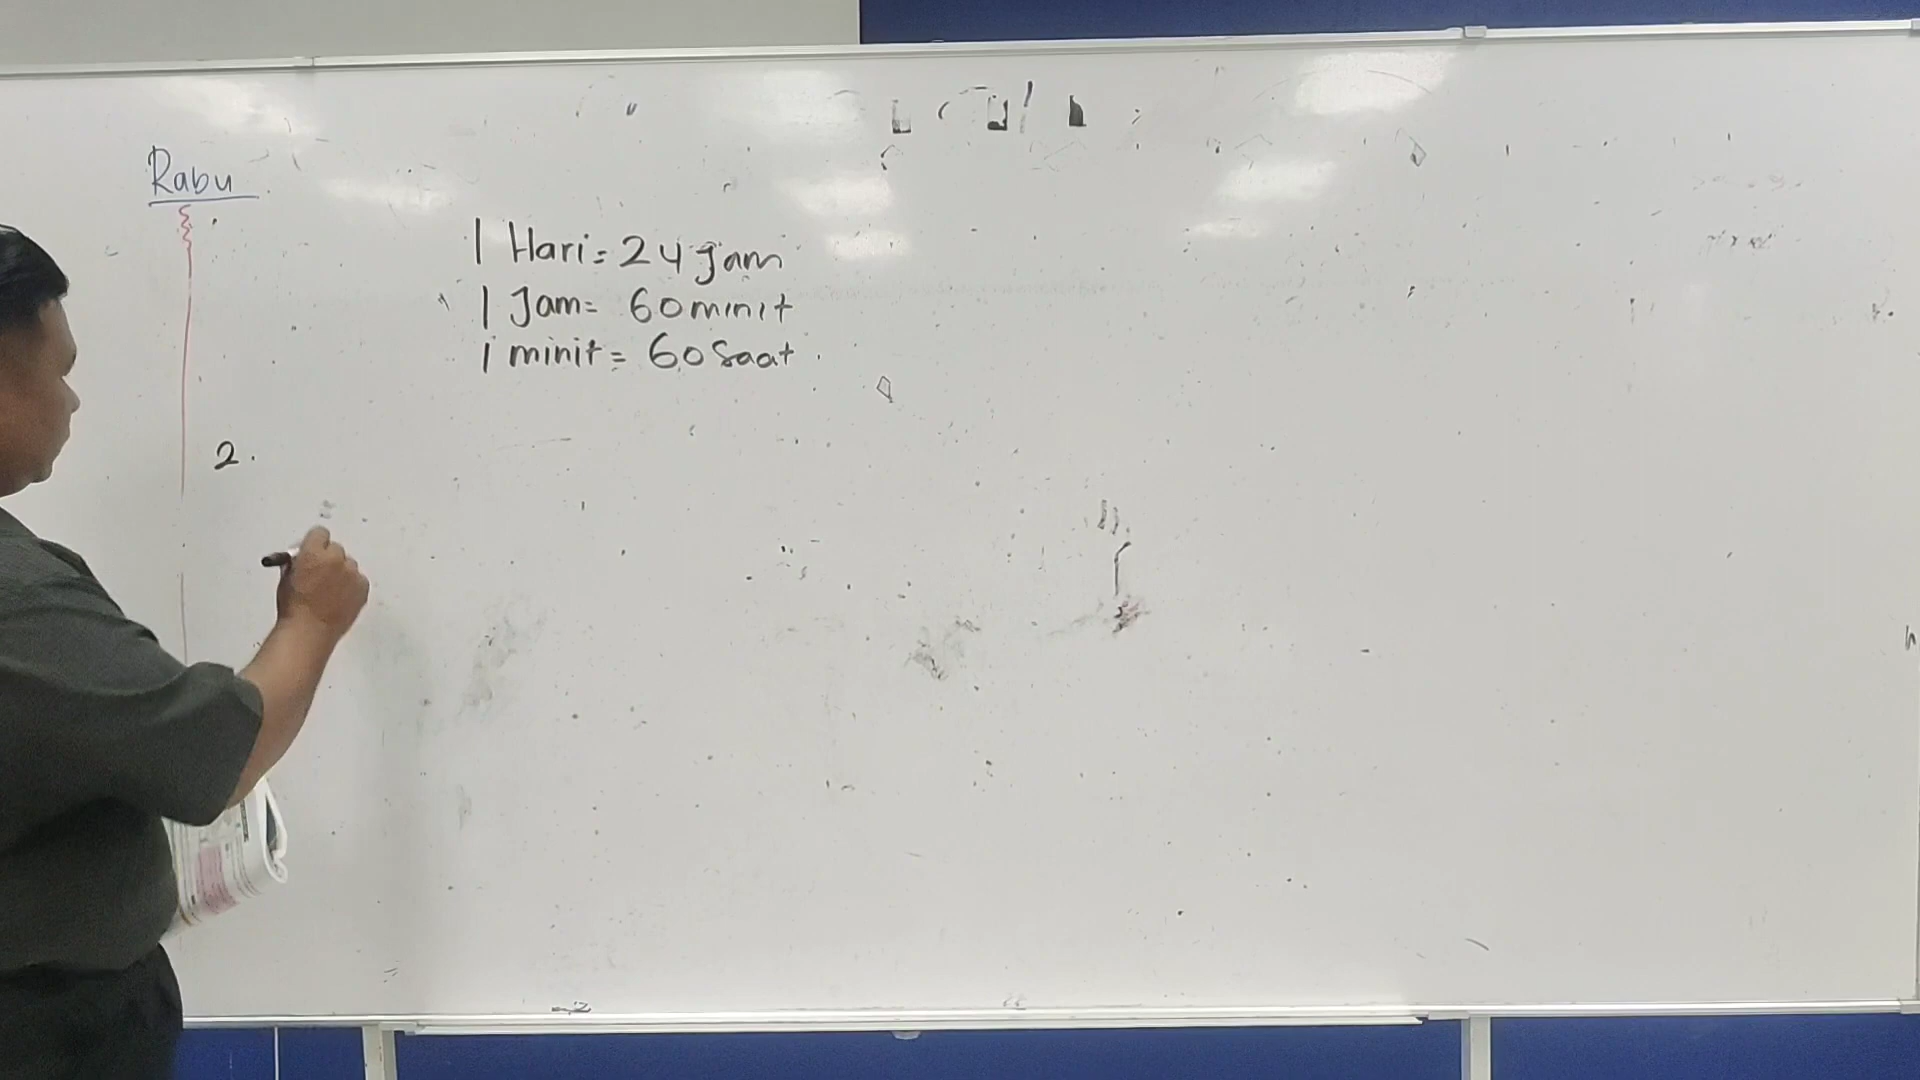 Rabu
1 Hari = 24 Jam
1 Jam = 60 minit
1 minit = 60 Saat.
2.